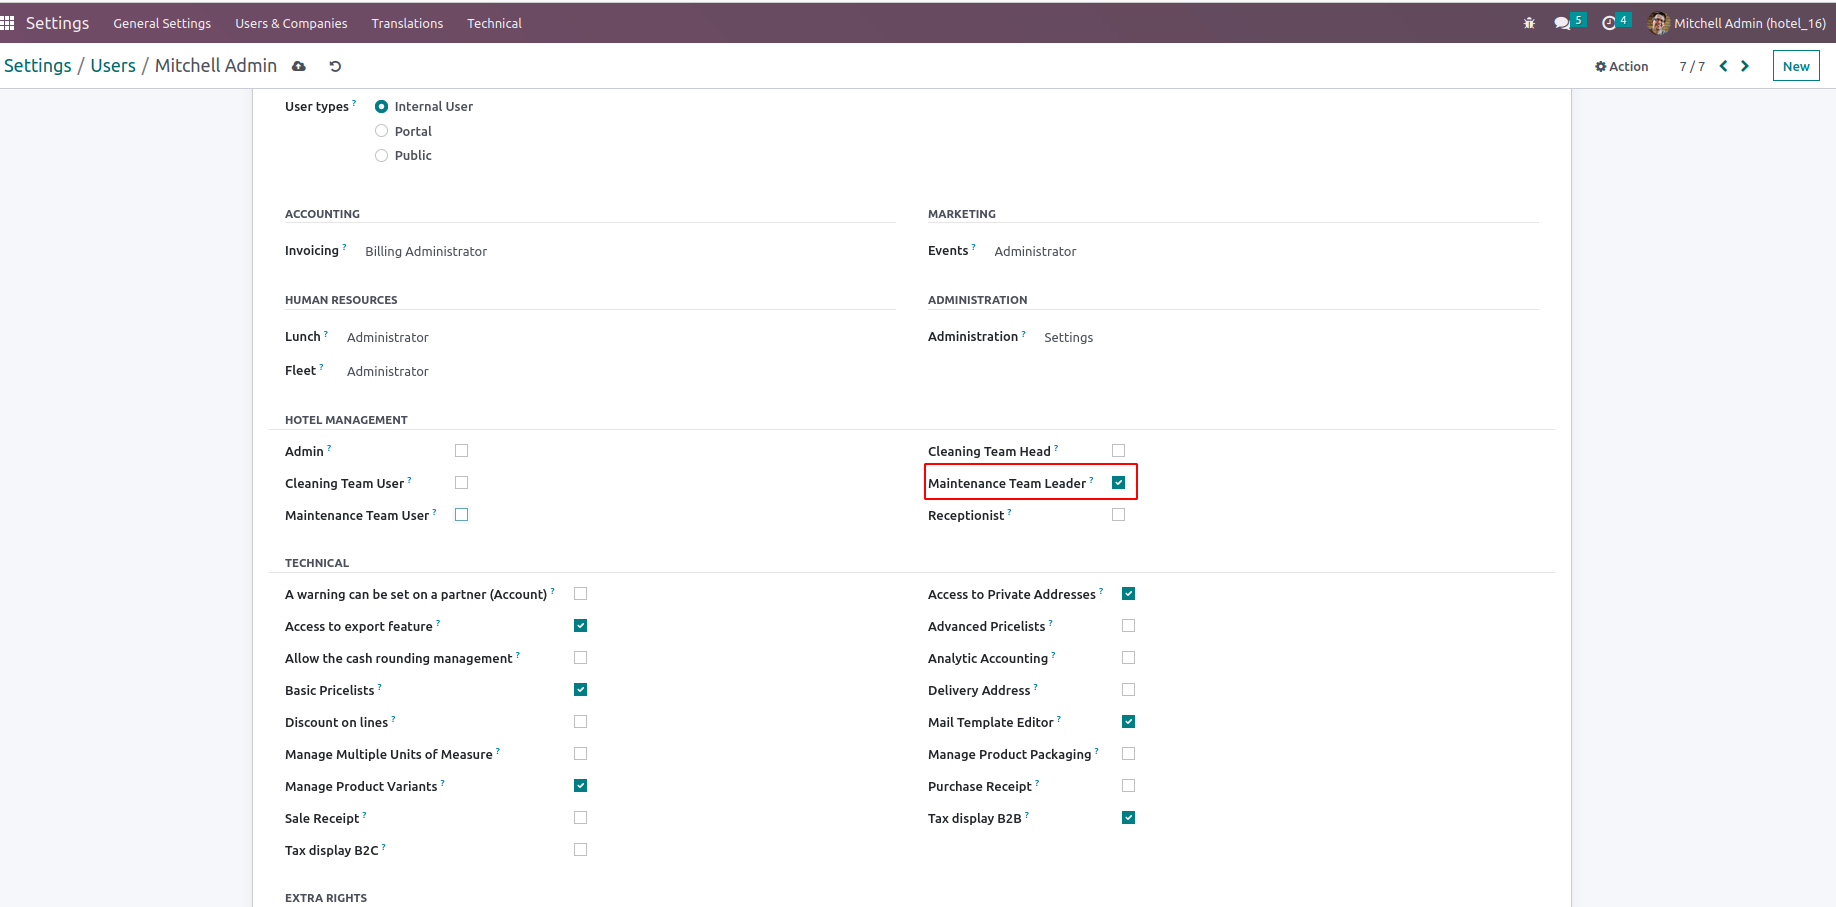 Settings General Settings Users & Companies Translations Technical 5 4 Mitchell Admin (hotel_16)
Settings / Users / Mitchell Admin Action 7 / 7 New
User types ? Internal User
Portal
Public
ACCOUNTING MARKETING
Invoicing ? Billing Administrator Events ? Administrator
HUMAN RESOURCES ADMINISTRATION
Lunch ? Administrator Administration ? Settings
Fleet ? Administrator
HOTEL MANAGEMENT
Admin ? Cleaning Team Head ?
Cleaning Team User ? Maintenance Team Leader ?
Maintenance Team User ? Receptionist ?
TECHNICAL
A warning can be set on a partner (Account) ? Access to Private Addresses ?
Access to export feature ? Advanced Pricelists ?
Allow the cash rounding management ? Analytic Accounting ?
Basic Pricelists ? Delivery Address ?
Discount on lines ? Mail Template Editor ?
Manage Multiple Units of Measure ? Manage Product Packaging ?
Manage Product Variants ? Purchase Receipt ?
Sale Receipt ? Tax display B2B ?
Tax display B2C ?
EXTRA RIGHTS